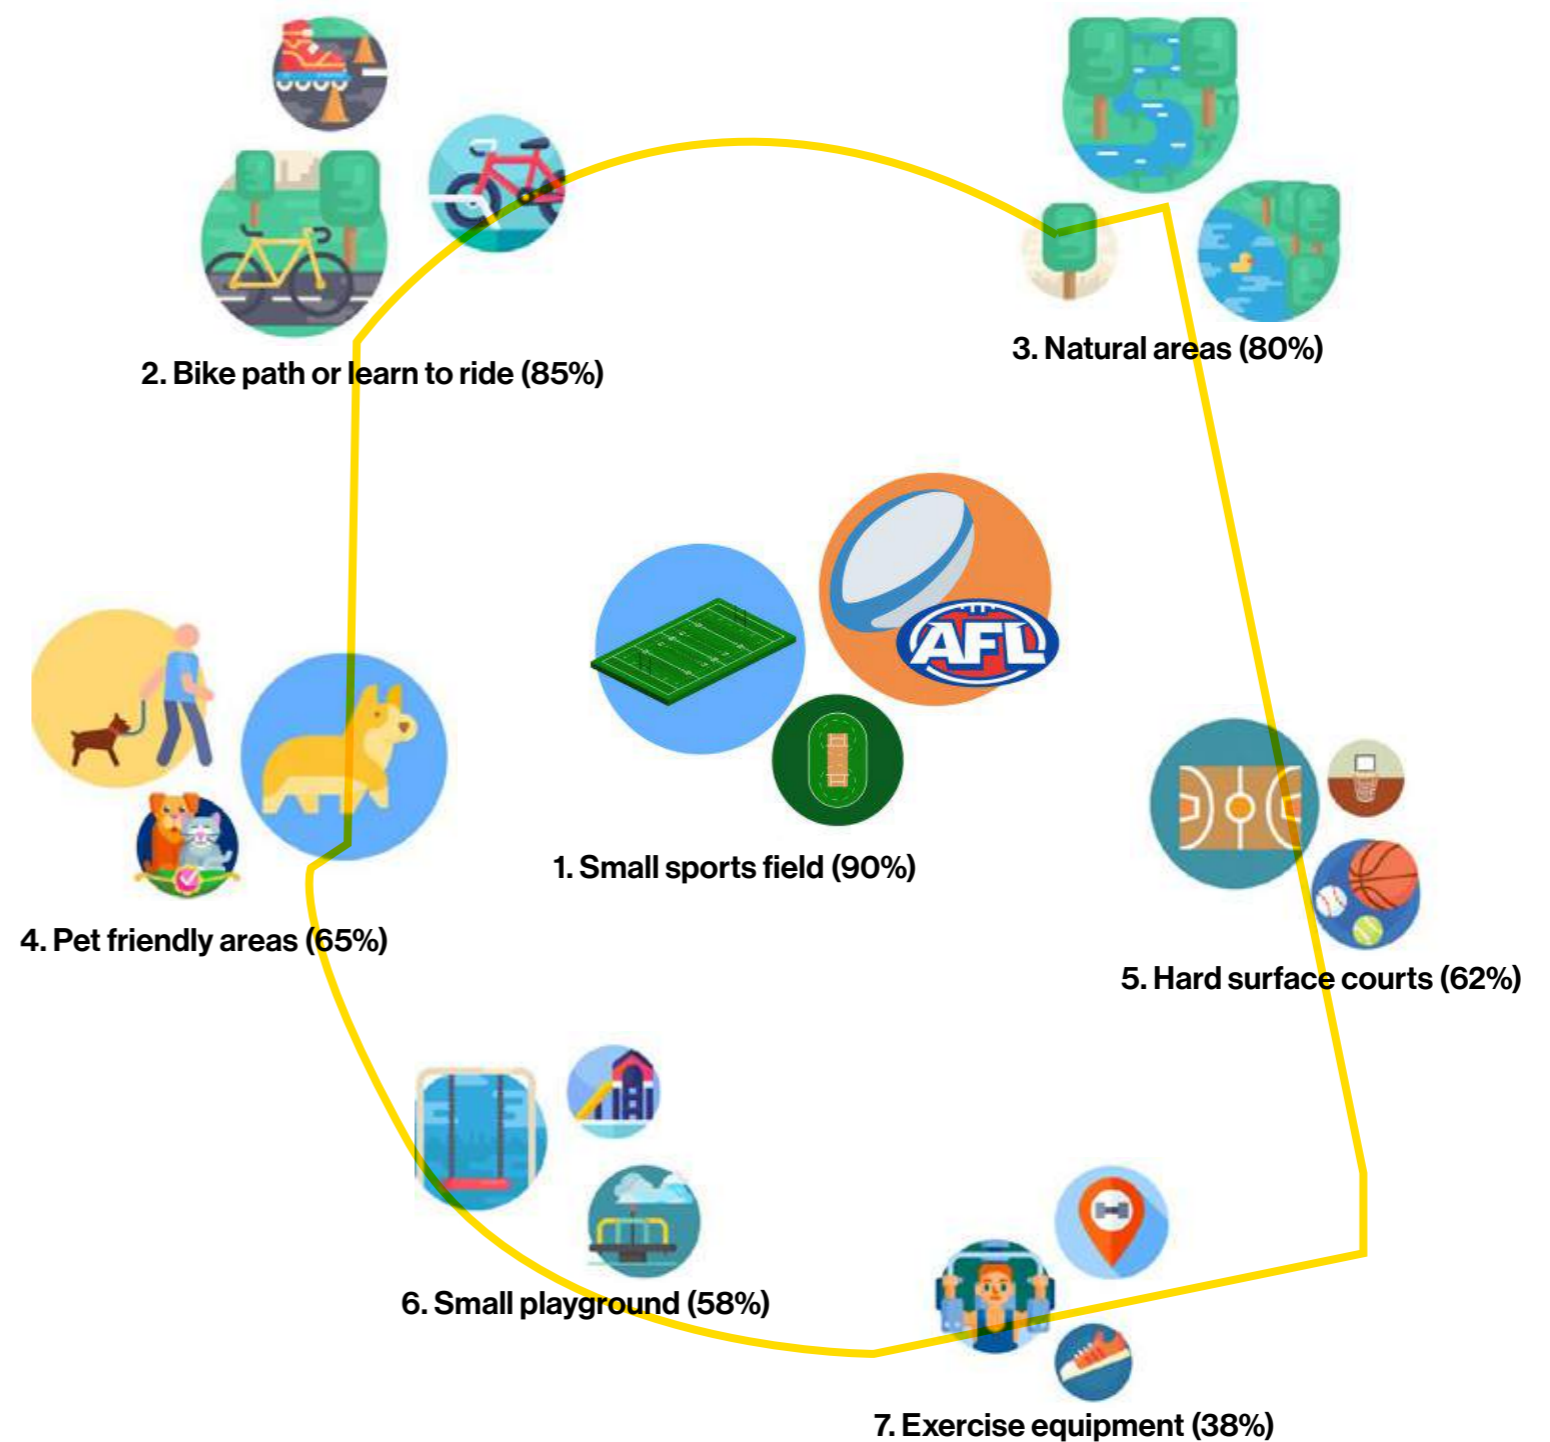 2. Bike path or learn to ride (85%)
3. Natural areas (80%)
AFL
1. Small sports field (90%)
4. Pet friendly areas (65%)
5. Hard surface courts (62%)
6. Small playground (58%)
7. Exercise equipment (38%)